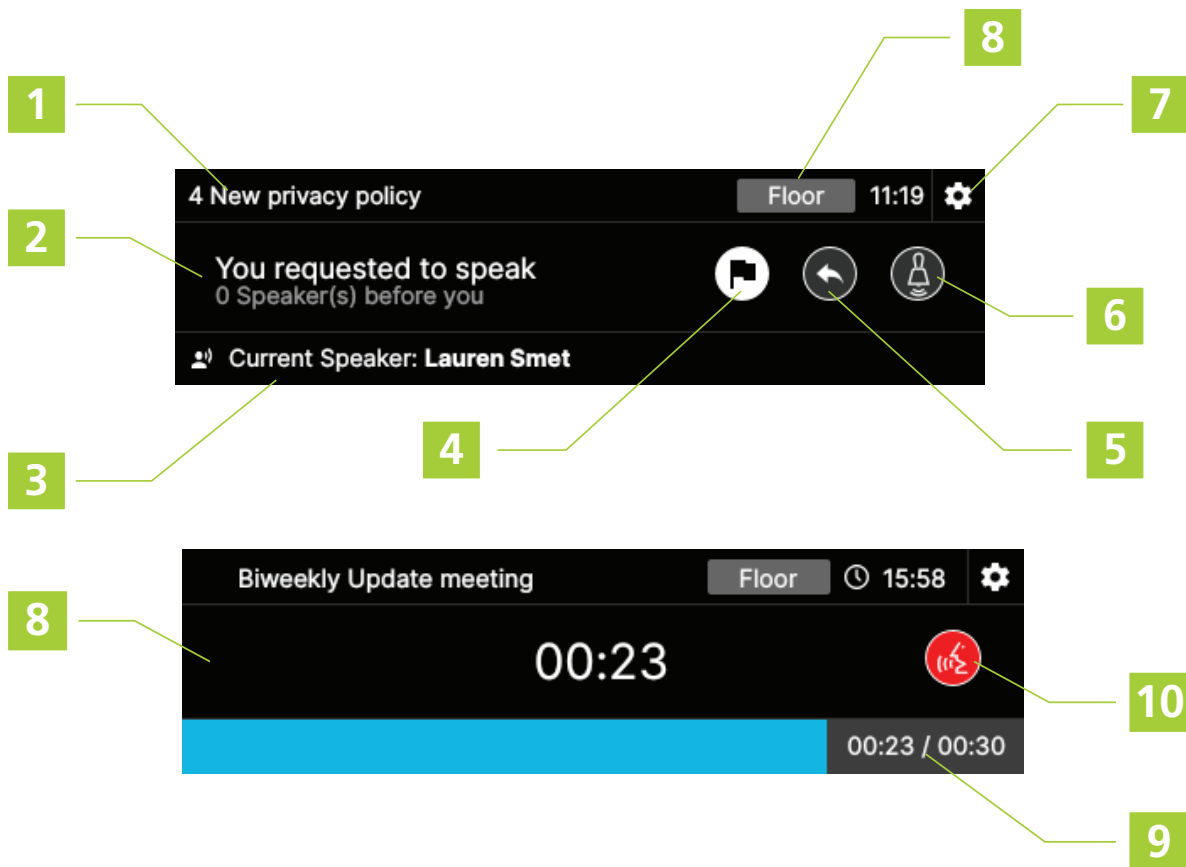 8
1
7
4 New privacy policy
Floor
11:19
2
You requested to speak
0 Speaker(s) before you
6
Current Speaker: Lauren Smet
4
5
3
Biweekly Update meeting
Floor
15:58
8
00:23
10
00:23 / 00:30
9